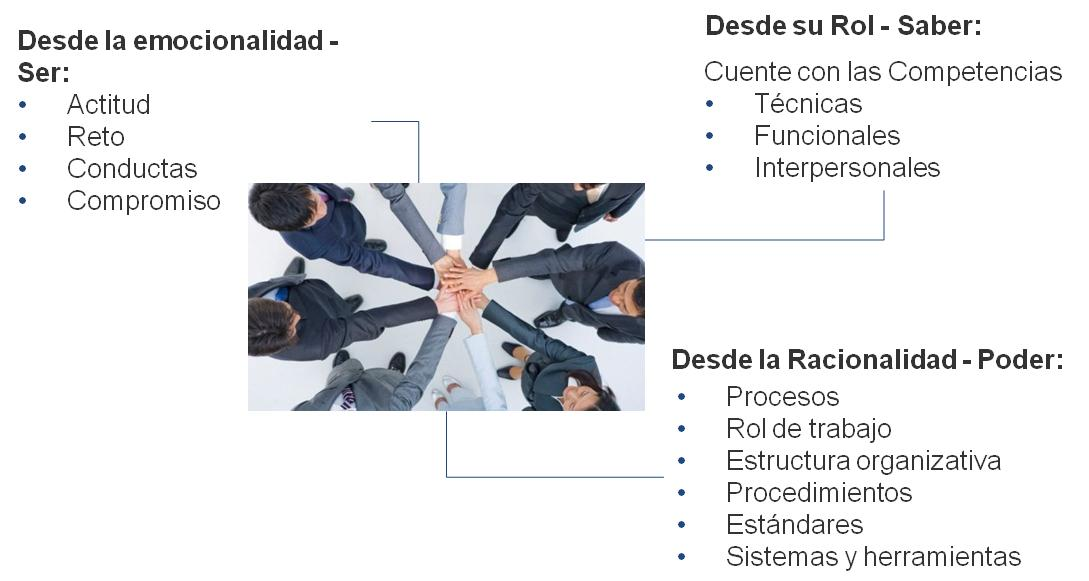 Desde la emocionalidad -
Ser:
• Actitud
• Reto
• Conductas
• Compromiso
Desde su Rol - Saber:
Cuente con las Competencias
• Técnicas
• Funcionales
• Interpersonales
Desde la Racionalidad - Poder:
• Procesos
• Rol de trabajo
• Estructura organizativa
• Procedimientos
• Estándares
• Sistemas y herramientas